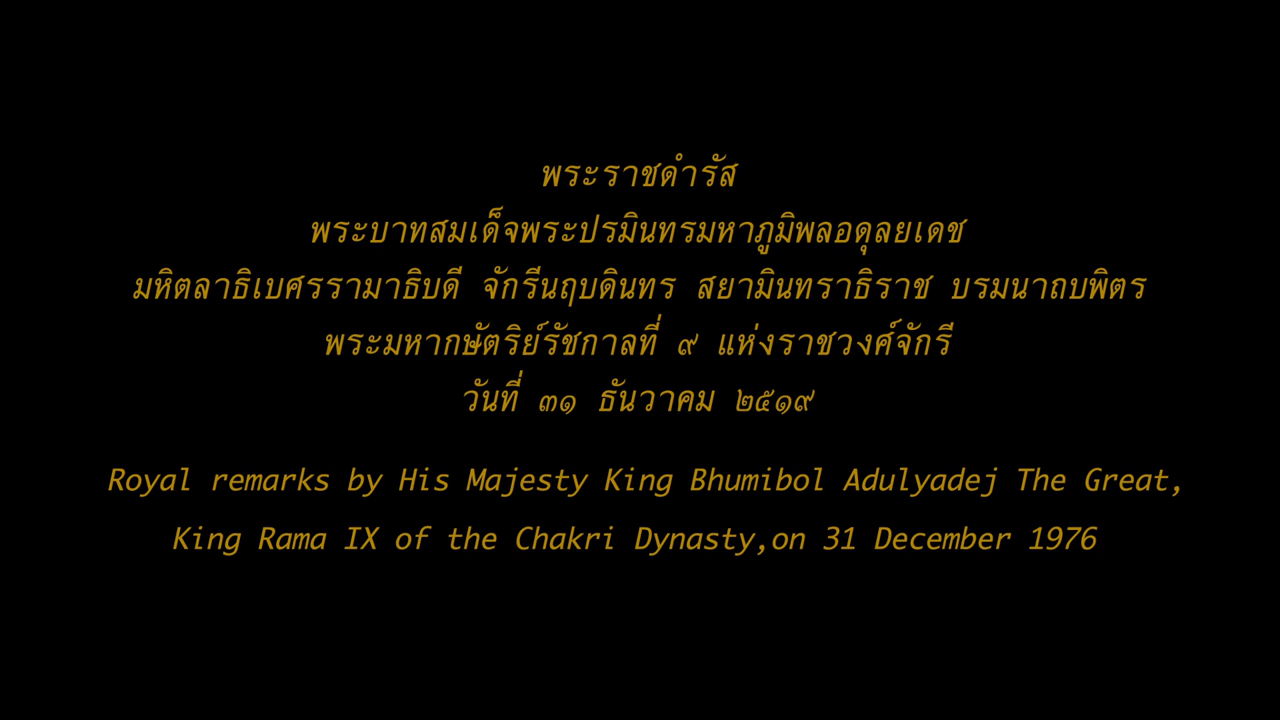 พระราชดำรัส
พระบาทสมเด็จพระปรมินทรมหาภูมิพลอดุลยเดช
มหิตลาธิเบศรรามาธิบดี จักรีนฤบดินทร สยามินทราธิราช บรมนาถบพิตร
พระมหากษัตริย์รัชกาลที่ ๙ แห่งราชวงศ์จักรี
วันที่ ๓๑ ธันวาคม ๒๕๑๙
Royal remarks by His Majesty King Bhumibol Adulyadej The Great,
King Rama IX of the Chakri Dynasty,on 31 December 1976